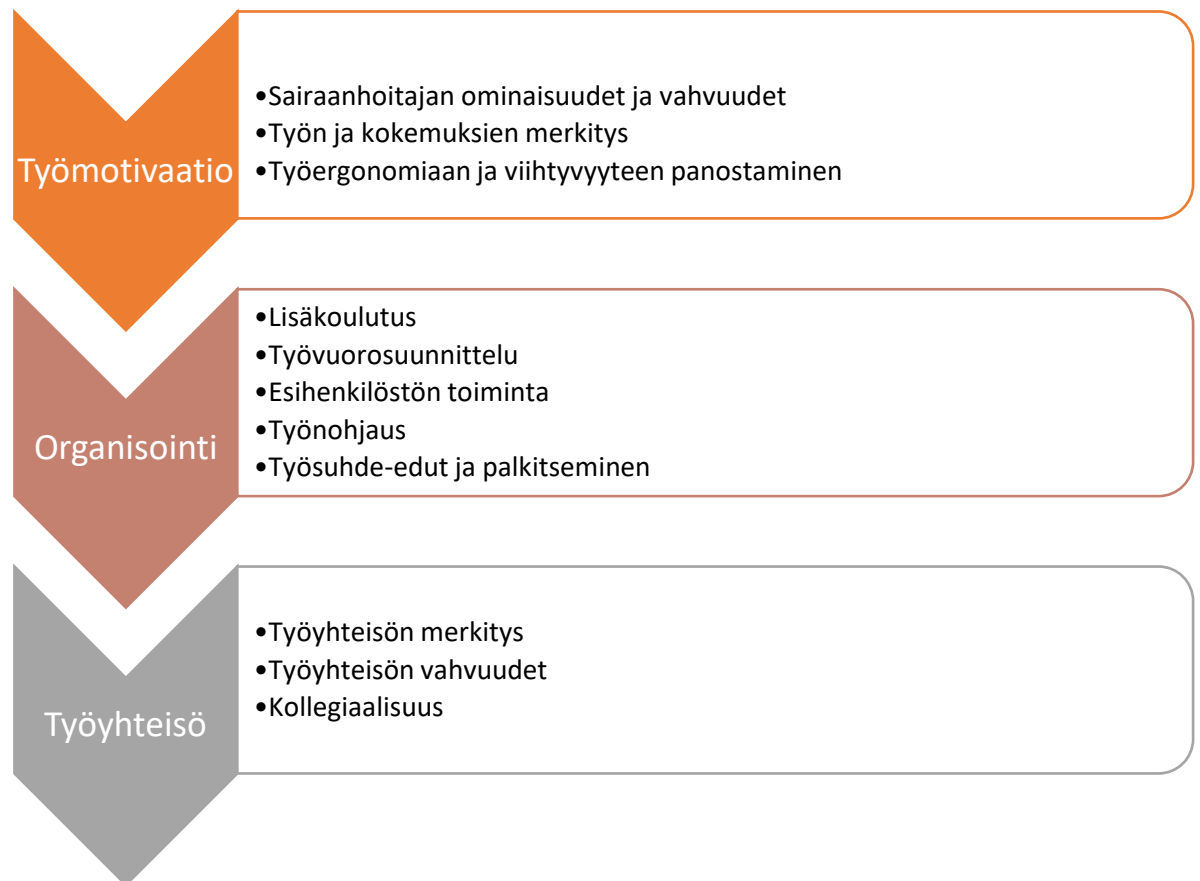 Työmotivaatio
•Sairaanhoitajan ominaisuudet ja vahvuudet
•Työn ja kokemuksien merkitys
•Työergonomiaan ja viihtyvyyteen panostaminen
Organisointi
•Lisäkoulutus
•Työvuorosuunnittelu
•Esihenkilöstön toiminta
•Työnohjaus
•Työsuhde-edut ja palkitseminen
Työyhteisö
•Työyhteisön merkitys
•Työyhteisön vahvuudet
•Kollegiaalisuus